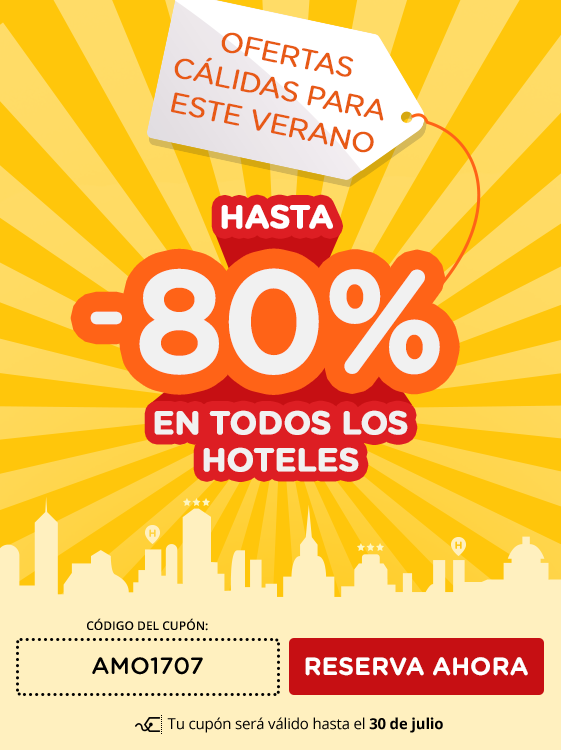 OFERTAS
CÁLIDAS PARA
ESTE VERANO
HASTA
-80%
EN TODOS LOS
HOTELES
H
H
CÓDIGO DEL CUPÓN:
AMO1707
RESERVA AHORA
Tu cupón será válido hasta el 30 de julio